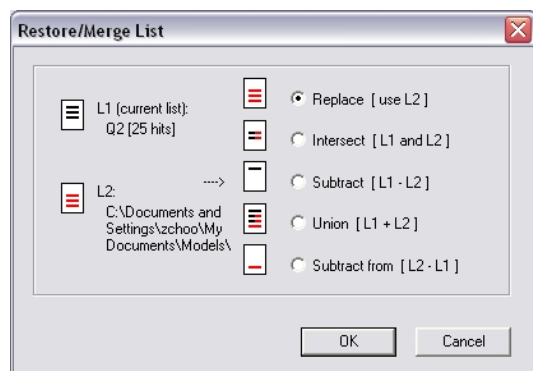 Restore/Merge List
L1 (current list):
Q2 [25 hits]
---->
L2:
C:\Documents and
Settings\zchoo\My
Documents\Models\
Replace [ use L2 ]
Intersect [ L1 and L2 ]
Subtract [ L1 - L2 ]
Union [ L1 + L2 ]
Subtract from [ L2 - L1 ]
OK
Cancel